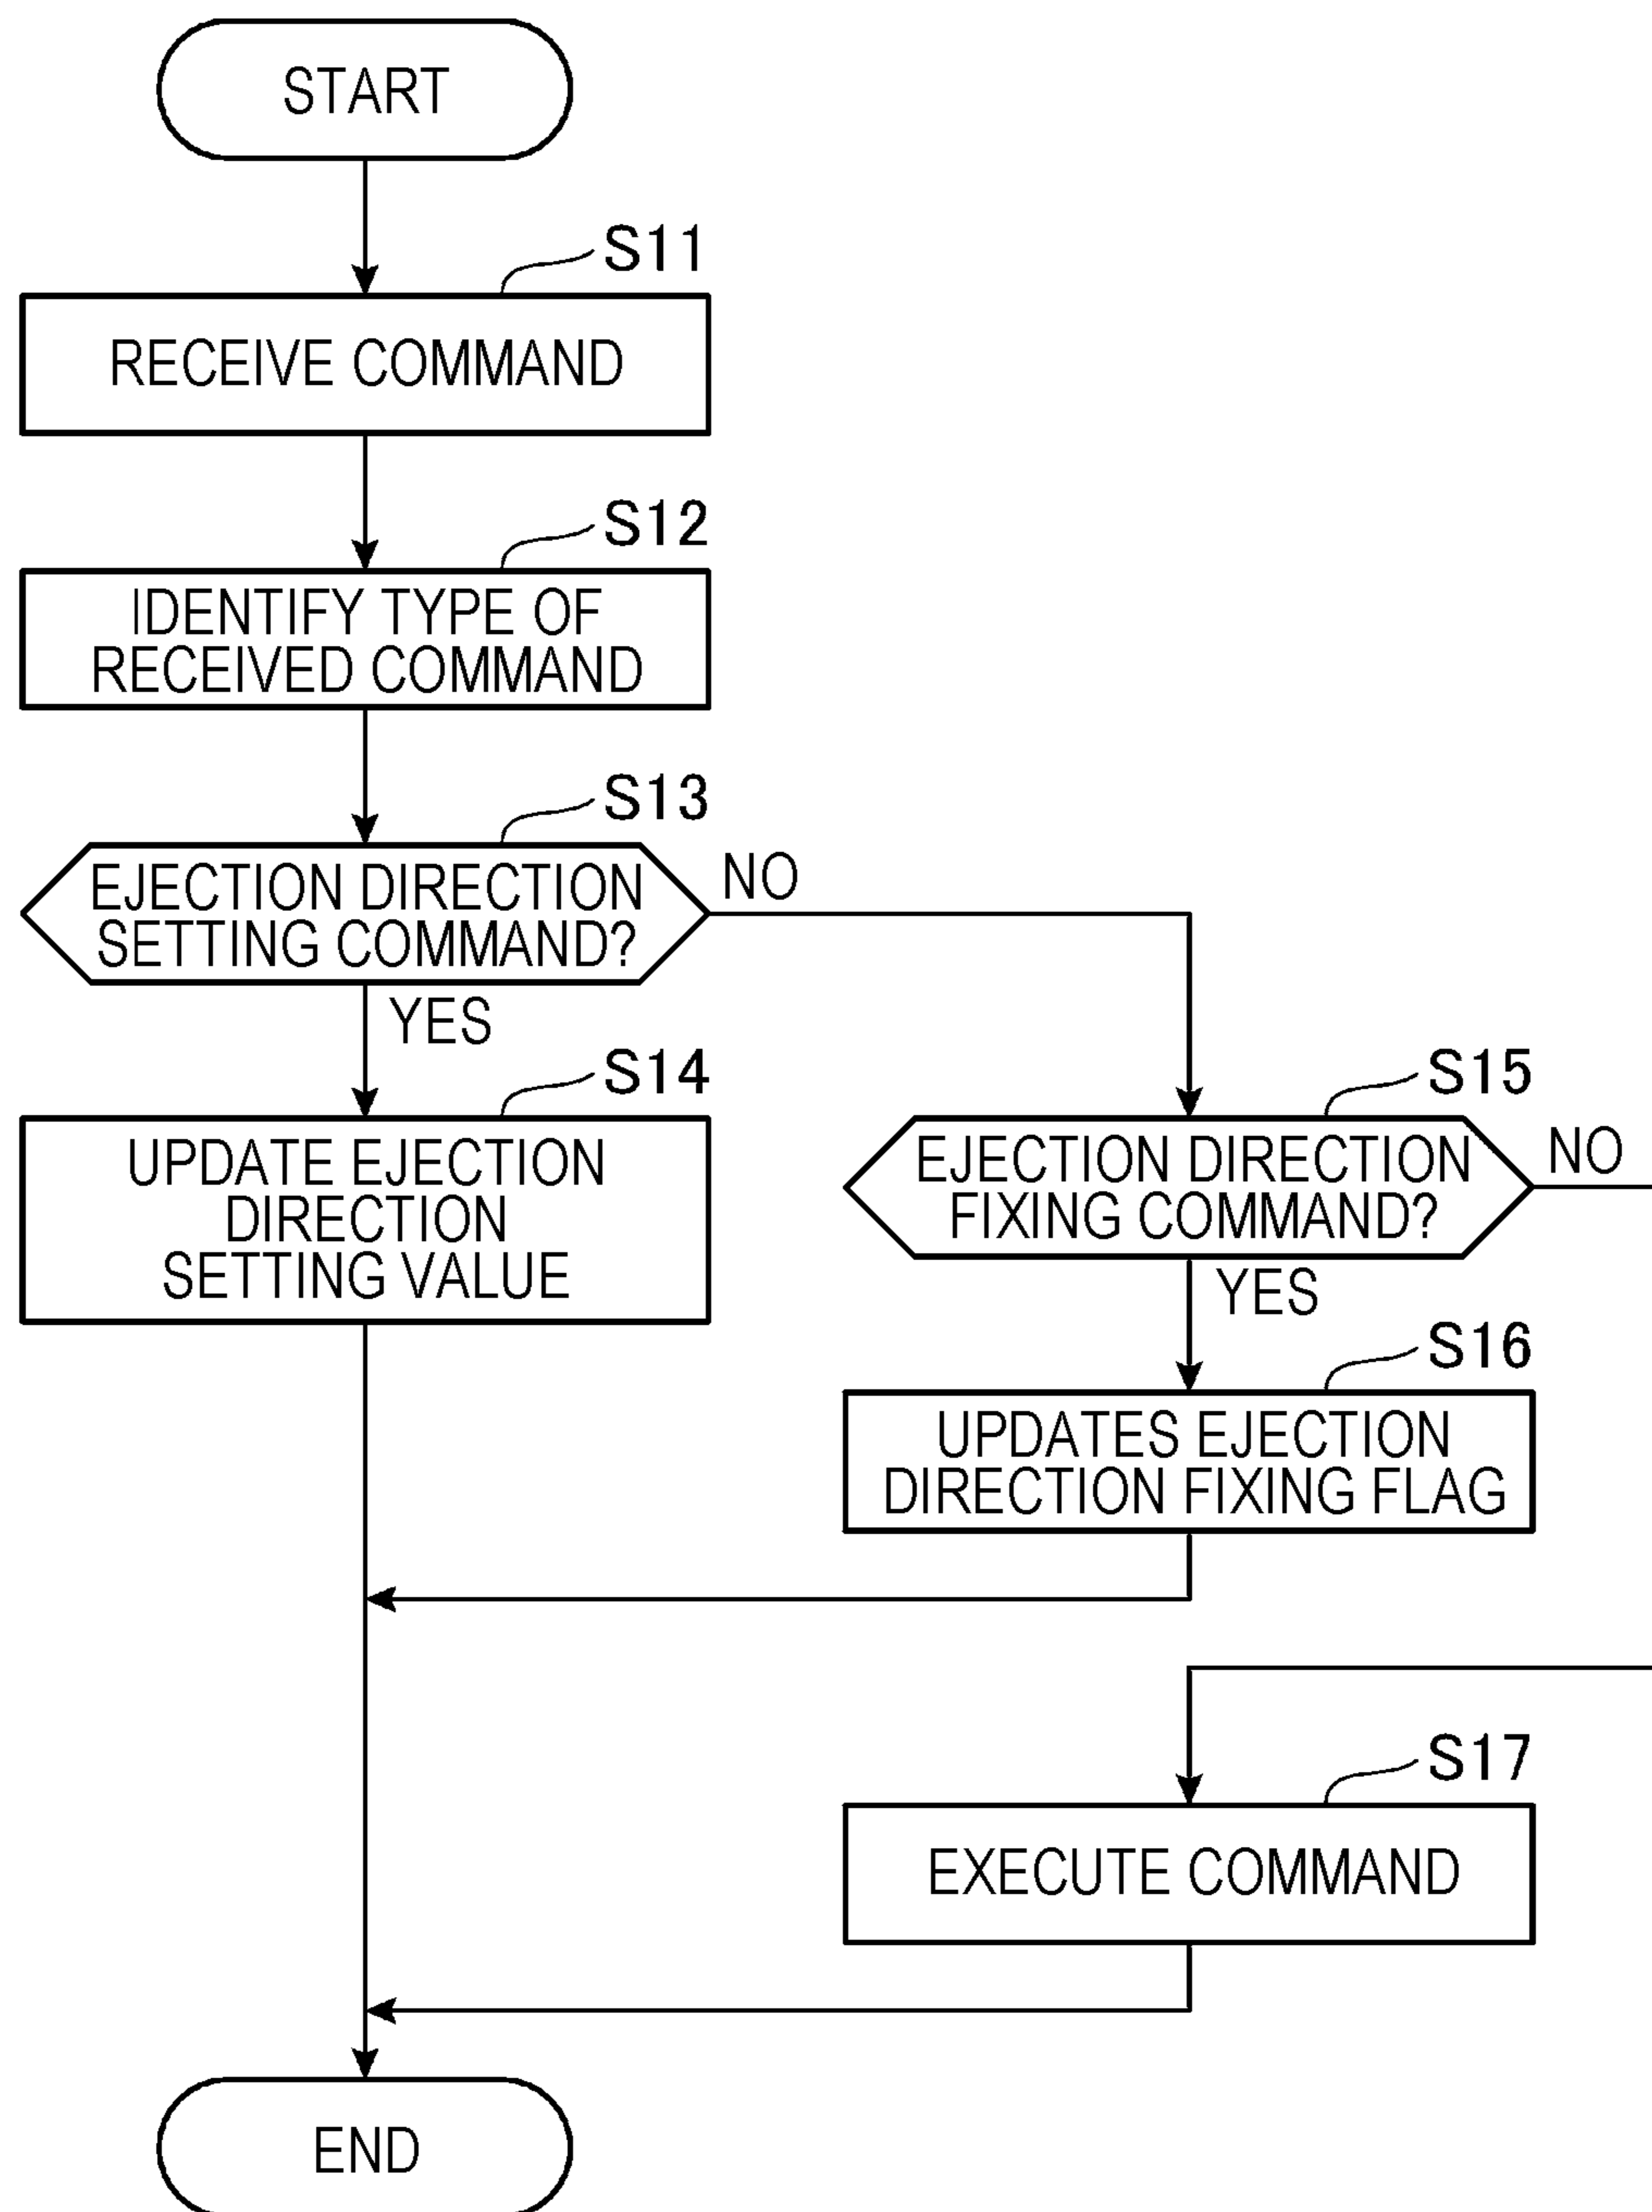 START
S11
RECEIVE COMMAND
S12
IDENTIFY TYPE OF
RECEIVED COMMAND
S13
EJECTION DIRECTION
SETTING COMMAND?
NO
YES
S14
UPDATE EJECTION
DIRECTION
SETTING VALUE
S15
EJECTION DIRECTION
FIXING COMMAND?
NO
YES
S16
UPDATES EJECTION
DIRECTION FIXING FLAG
S17
EXECUTE COMMAND
END